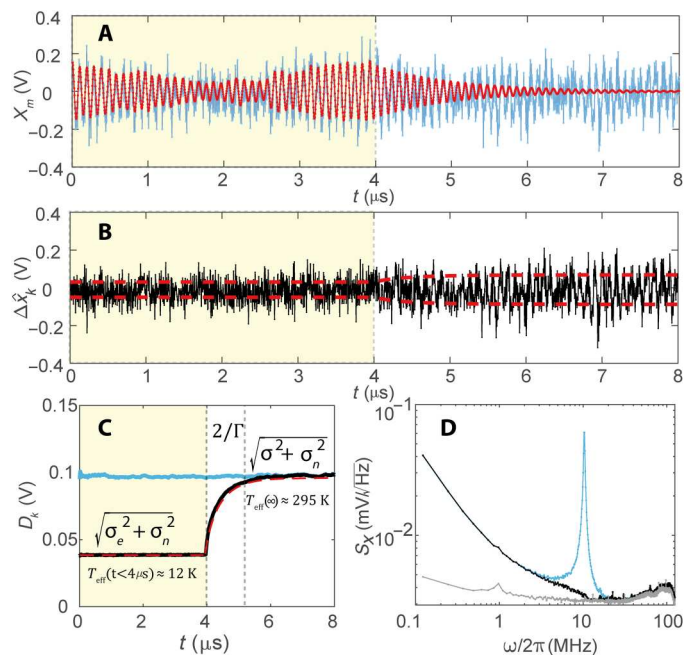 A
X_m (V)
0.4
0.2
0
−0.2
−0.4
0 1 2 3 4 5 6 7 8
t (μs)
B
Δx̂_k (V)
0.4
0.2
0
−0.2
−0.4
0 1 2 3 4 5 6 7 8
t (μs)
C
D_k (V)
0.15
0.1
0.05
0
2/Γ
√(σ² + σ_n²)
T_eff(∞) ≈ 295 K
√(σ_e² + σ_n²)
T_eff(t<4μs) ≈ 12 K
0 2 4 6 8
t (μs)
D
S_X (mV/√Hz)
10⁻¹
10⁻²
0.1 1 10 100
ω/2π (MHz)